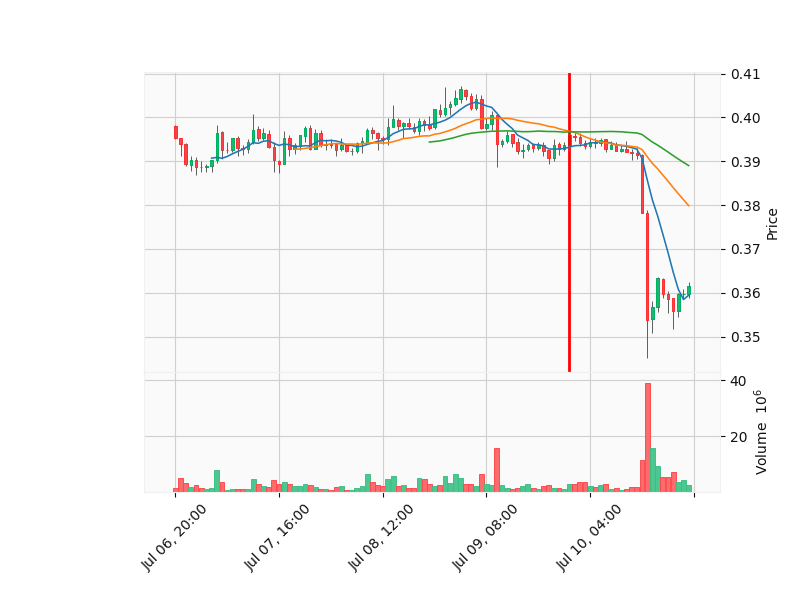 0.41
0.40
0.39
0.38
0.37
0.36
0.35
Price
40
20
Volume 10⁶
Jul 06, 20:00
Jul 07, 16:00
Jul 08, 12:00
Jul 09, 08:00
Jul 10, 04:00